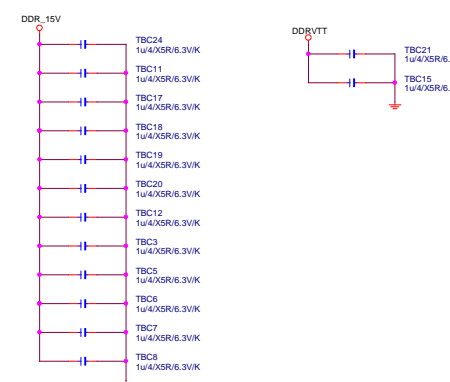 DDR_15V
TBC24
1u/4/X5R/6.3V/K
TBC11
1u/4/X5R/6.3V/K
TBC17
1u/4/X5R/6.3V/K
TBC18
1u/4/X5R/6.3V/K
TBC19
1u/4/X5R/6.3V/K
TBC20
1u/4/X5R/6.3V/K
TBC12
1u/4/X5R/6.3V/K
TBC3
1u/4/X5R/6.3V/K
TBC5
1u/4/X5R/6.3V/K
TBC6
1u/4/X5R/6.3V/K
TBC7
1u/4/X5R/6.3V/K
TBC8
1u/4/X5R/6.3V/K
DDRVTT
TBC21
1u/4/X5R/6.
TBC15
1u/4/X5R/6.